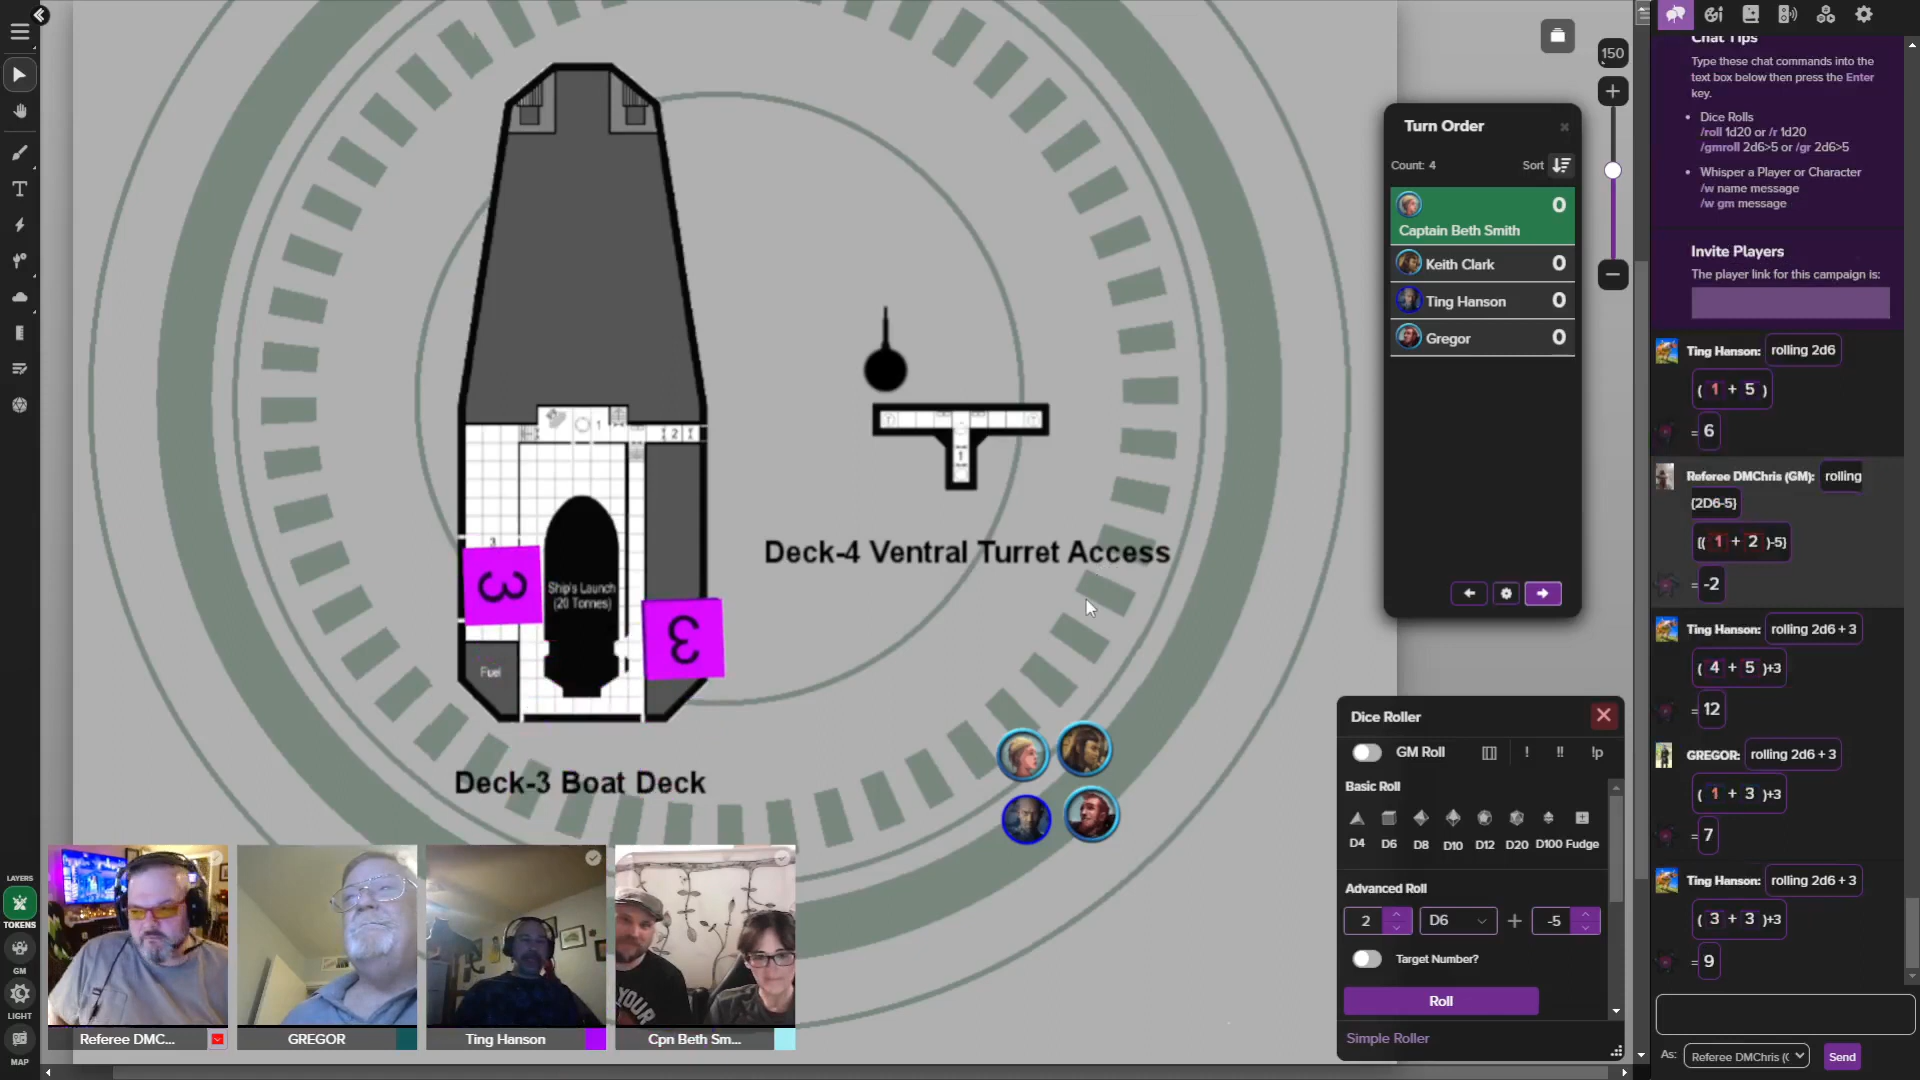 150
Turn Order
Count: 4
Sort
0
Captain Beth Smith
Keith Clark 0
Ting Hanson 0
Gregor 0
1
2
3
Ship's Launch
(20 Tonnes)
3
3
Fuel
Deck-3 Boat Deck
1
Deck-4 Ventral Turret Access
LAYERS
TOKENS
GM
LIGHT
MAP
YOUR
Referee DMC...
GREGOR
Ting Hanson
Cpn Beth Sm...
Dice Roller
GM Roll [[]] ! !! !p
Basic Roll
D4 D6 D8 D10 D12 D20 D100 Fudge
Advanced Roll
2 D6 + -5
Target Number?
Roll
Simple Roller
Chat Tips
Type these chat commands into the
text box below then press the Enter
key.
Dice Rolls
/roll 1d20 or /r 1d20
/gmroll 2d6>5 or /gr 2d6>5
Whisper a Player or Character
/w name message
/w gm message
Invite Players
The player link for this campaign is:
Ting Hanson: rolling 2d6
( 1 + 5 )
= 6
Referee DMChris (GM): rolling
{2D6-5}
{( 1 + 2 )-5}
= -2
Ting Hanson: rolling 2d6 + 3
( 4 + 5 )+3
= 12
GREGOR: rolling 2d6 + 3
( 1 + 3 )+3
= 7
Ting Hanson: rolling 2d6 + 3
( 3 + 3 )+3
= 9
As: Referee DMChris (
Send